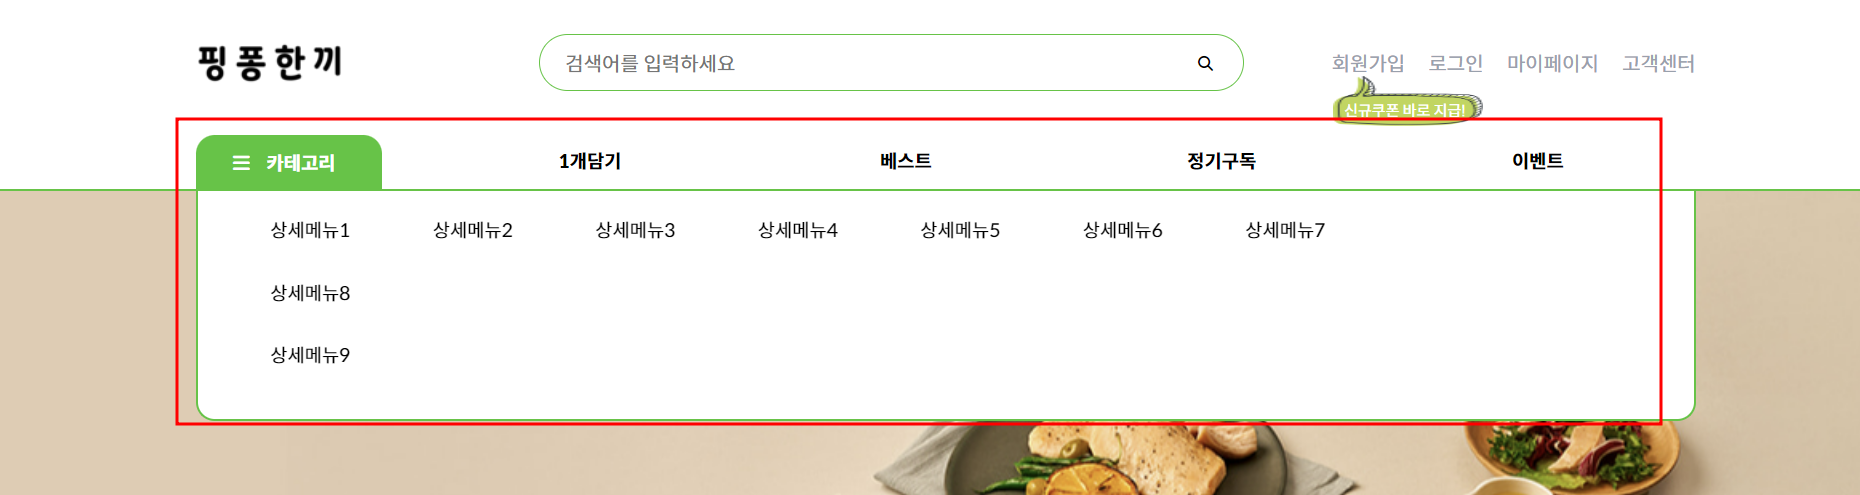 핑퐁한끼
검색어를 입력하세요
회원가입 로그인 마이페이지 고객센터
신규쿠폰 바로 지급!
카테고리 1개담기 베스트 정기구독 이벤트
상세메뉴1 상세메뉴2 상세메뉴3 상세메뉴4 상세메뉴5 상세메뉴6 상세메뉴7
상세메뉴8
상세메뉴9